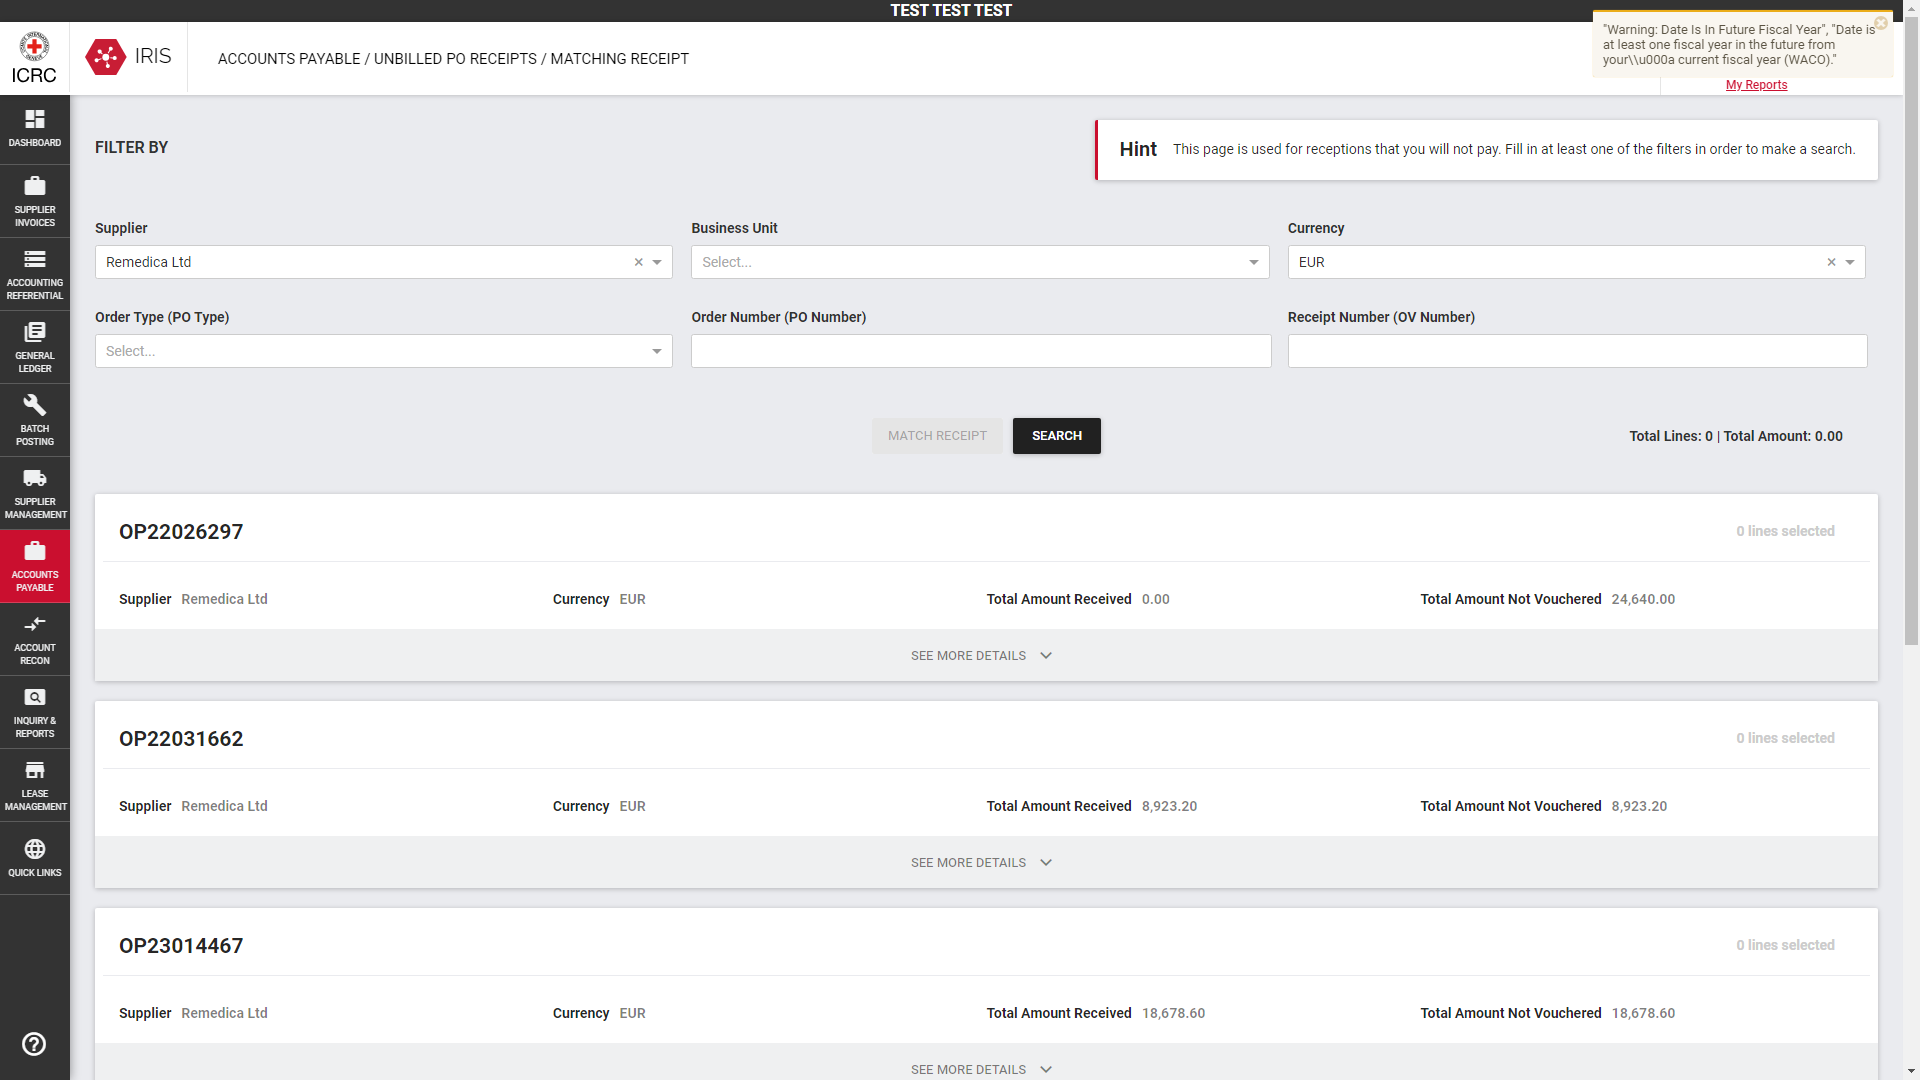 TEST TEST TEST
ICRC
IRIS
ACCOUNTS PAYABLE / UNBILLED PO RECEIPTS / MATCHING RECEIPT
"Warning: Date Is In Future Fiscal Year", "Date is
at least one fiscal year in the future from
your\\u000a current fiscal year (WACO)."
My Reports
DASHBOARD
SUPPLIER
INVOICES
ACCOUNTING
REFERENTIAL
GENERAL
LEDGER
BATCH
POSTING
SUPPLIER
MANAGEMENT
ACCOUNTS
PAYABLE
ACCOUNT
RECON
INQUIRY &
REPORTS
LEASE
MANAGEMENT
QUICK LINKS
FILTER BY
Hint This page is used for receptions that you will not pay. Fill in at least one of the filters in order to make a search.
Supplier Business Unit Currency
Remedica Ltd Select... EUR
Order Type (PO Type) Order Number (PO Number) Receipt Number (OV Number)
Select...
MATCH RECEIPT SEARCH Total Lines: 0 | Total Amount: 0.00
OP22026297 0 lines selected
Supplier Remedica Ltd Currency EUR Total Amount Received 0.00 Total Amount Not Vouchered 24,640.00
SEE MORE DETAILS
OP22031662 0 lines selected
Supplier Remedica Ltd Currency EUR Total Amount Received 8,923.20 Total Amount Not Vouchered 8,923.20
SEE MORE DETAILS
OP23014467 0 lines selected
Supplier Remedica Ltd Currency EUR Total Amount Received 18,678.60 Total Amount Not Vouchered 18,678.60
SEE MORE DETAILS